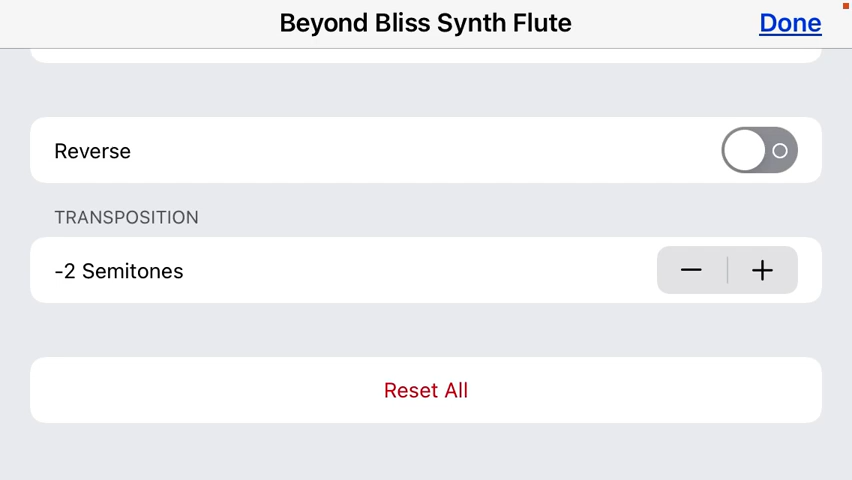 Beyond Bliss Synth Flute
Done
Reverse
TRANSPOSITION
-2 Semitones
Reset All